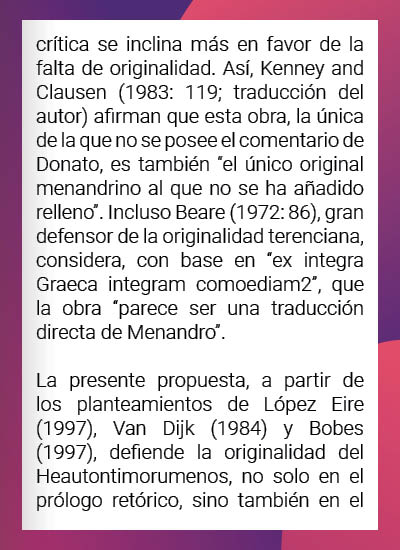 crítica se inclina más en favor de la
falta de originalidad. Así, Kenney and
Clausen (1983: 119; traducción del
autor) afirman que esta obra, la única
de la que no se posee el comentario de
Donato, es también “el único original
menandrino al que no se ha añadido
relleno”. Incluso Beare (1972: 86), gran
defensor de la originalidad terenciana,
considera, con base en “ex integra
Graeca integram comoediam2”, que
la obra “parece ser una traducción
directa de Menandro”.

La presente propuesta, a partir de
los planteamientos de López Eire
(1997), Van Dijk (1984) y Bobes
(1997), defiende la originalidad del
Heautontimorumenos, no solo en el
prólogo retórico, sino también en el